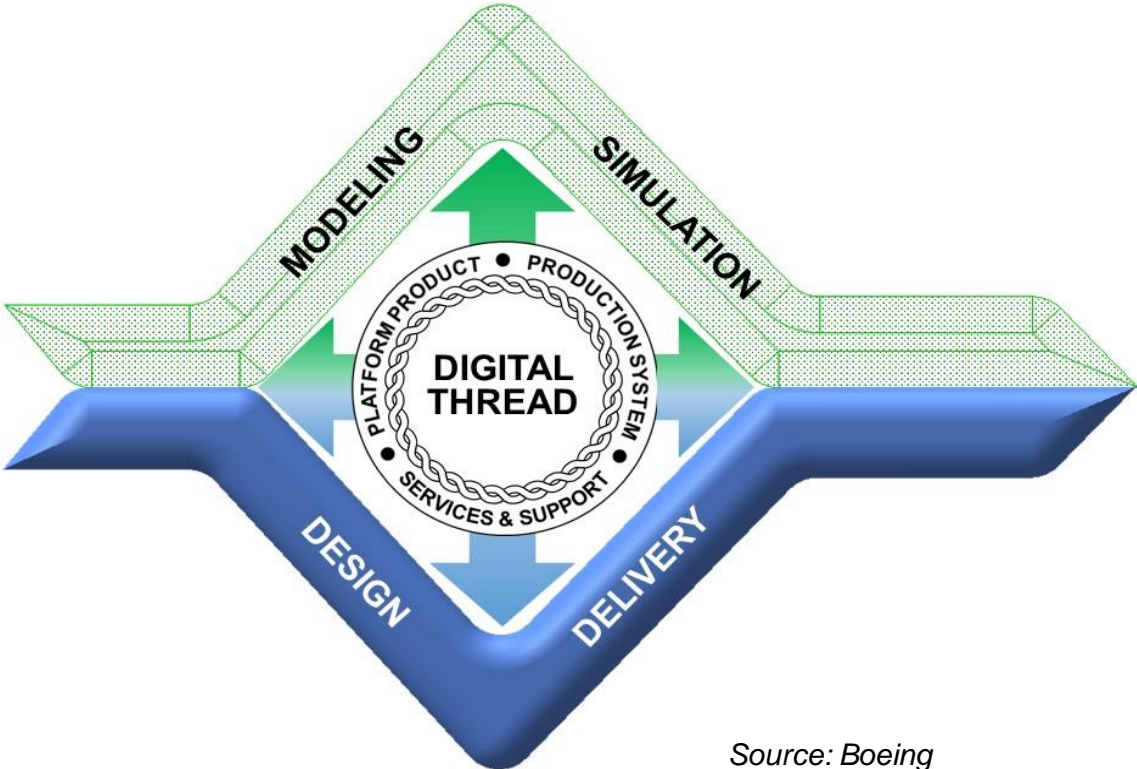 MODELING
SIMULATION
PLATFORM PRODUCT • PRODUCTION SYSTEM • SERVICES & SUPPORT •
DIGITAL
THREAD
DESIGN
DELIVERY
Source: Boeing